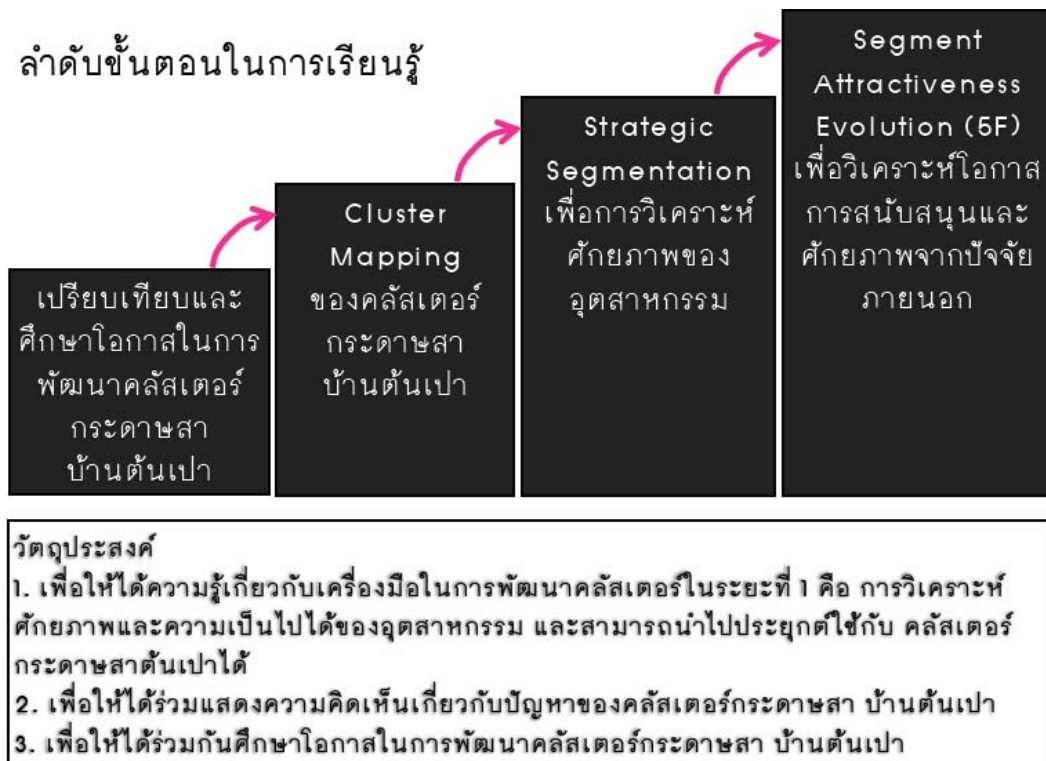 ลำดับขั้นตอนในการเรียนรู้
เปรียบเทียบและ
ศึกษาโอกาสในการ
พัฒนาคลัสเตอร์
กระดาษสา
บ้านต้นเปา
Cluster
Mapping
ของคลัสเตอร์
กระดาษสา
บ้านต้นเปา
Strategic
Segmentation
เพื่อการวิเคราะห์
ศักยภาพของ
อุตสาหกรรม
Segment
Attractiveness
Evolution (5F)
เพื่อวิเคราะห์โอกาส
การสนับสนุนและ
ศักยภาพจากปัจจัย
ภายนอก
วัตถุประสงค์
1. เพื่อให้ได้ความรู้เกี่ยวกับเครื่องมือในการพัฒนาคลัสเตอร์ในระยะที่ 1 คือ การวิเคราะห์
ศักยภาพและความเป็นไปได้ของอุตสาหกรรม และสามารถนำไปประยุกต์ใช้กับ คลัสเตอร์
กระดาษสาต้นเปาได้
2. เพื่อให้ได้ร่วมแสดงความคิดเห็นเกี่ยวกับปัญหาของคลัสเตอร์กระดาษสา บ้านต้นเปา
3. เพื่อให้ได้ร่วมกันศึกษาโอกาสในการพัฒนาคลัสเตอร์กระดาษสา บ้านต้นเปา